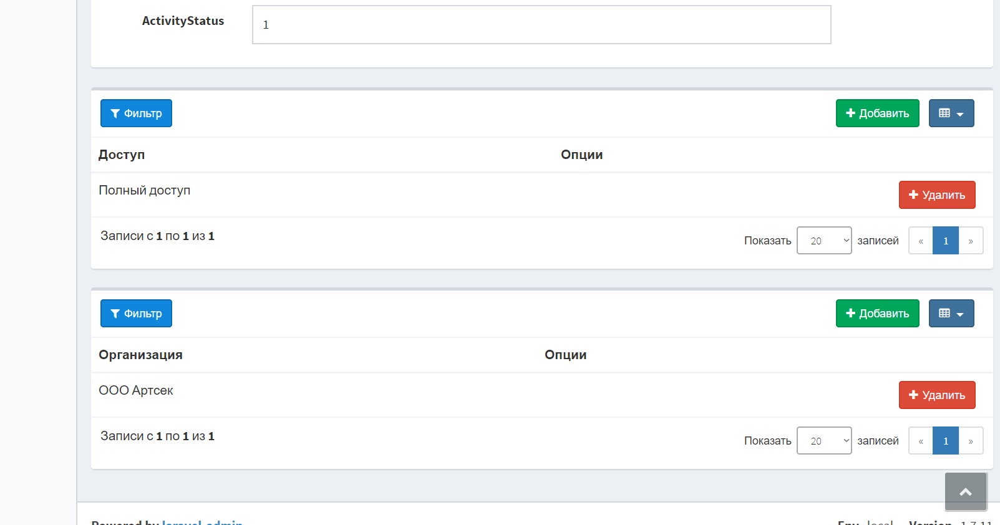 ActivityStatus
1
Фильтр
Добавить
Доступ Опции
Полный доступ
Удалить
Записи с 1 по 1 из 1
Показать 20 записей « 1 »
Фильтр
Добавить
Организация Опции
ООО Артсек
Удалить
Записи с 1 по 1 из 1
Показать 20 записей « 1 »
Powered by laravel-admin
Env local Version 1.7.11